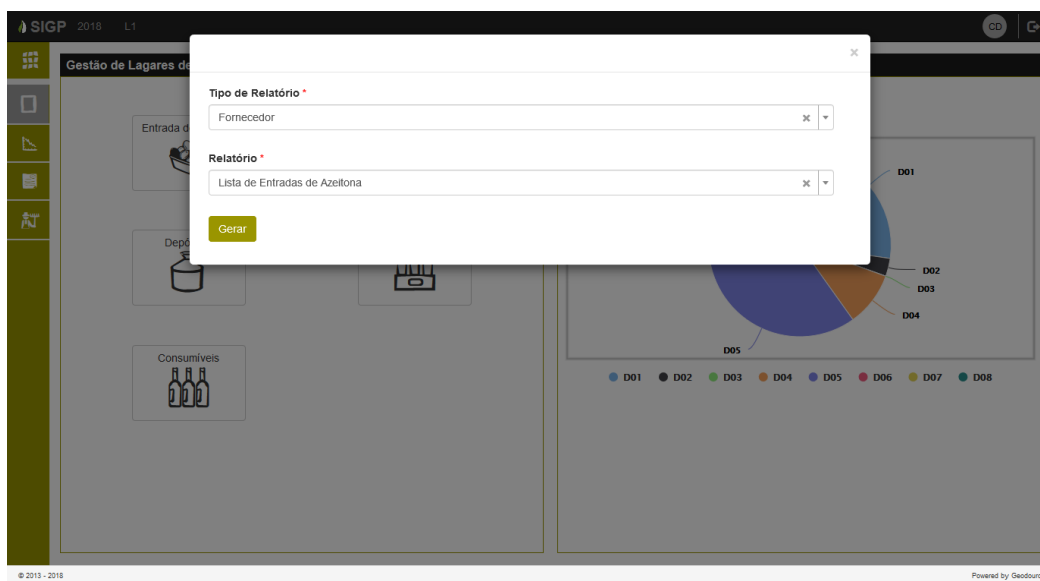 SIGP 2018 L1
CD
Gestão de Lagares de
×
Tipo de Relatório *
Fornecedor
Relatório *
Lista de Entradas de Azeitona
Gerar
Entrada d
Depó
Consumíveis
D01
D02
D03
D04
D05
D01 D02 D03 D04 D05 D06 D07 D08
© 2013 - 2018
Powered by Geodouro